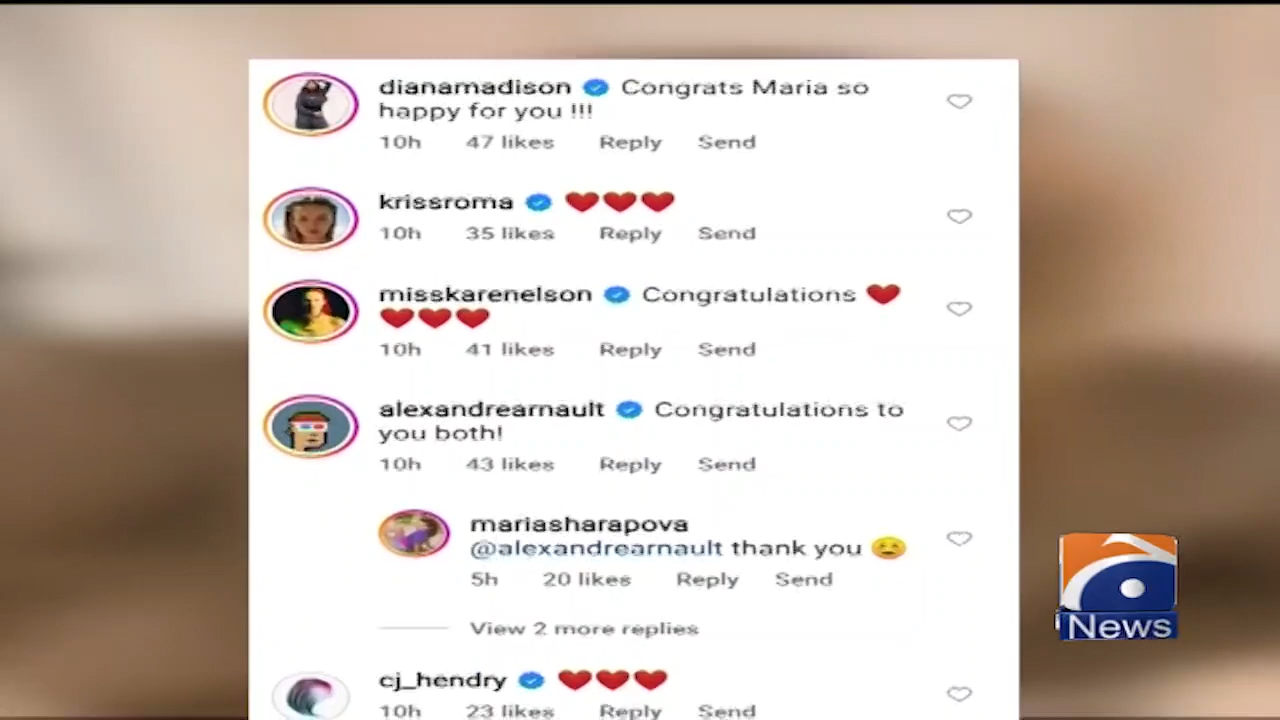 dianamadison Congrats Maria so
happy for you !!!
10h 47 likes Reply Send
krissroma ❤️❤️❤️
10h 35 likes Reply Send
misskarenelson Congratulations ❤️
❤️❤️❤️
10h 41 likes Reply Send
alexandrearnault Congratulations to
you both!
10h 43 likes Reply Send
mariasharapova
@alexandrearnault thank you ☺️
5h 20 likes Reply Send
View 2 more replies
cj_hendry ❤️❤️❤️
10h 23 likes Reply Send
News